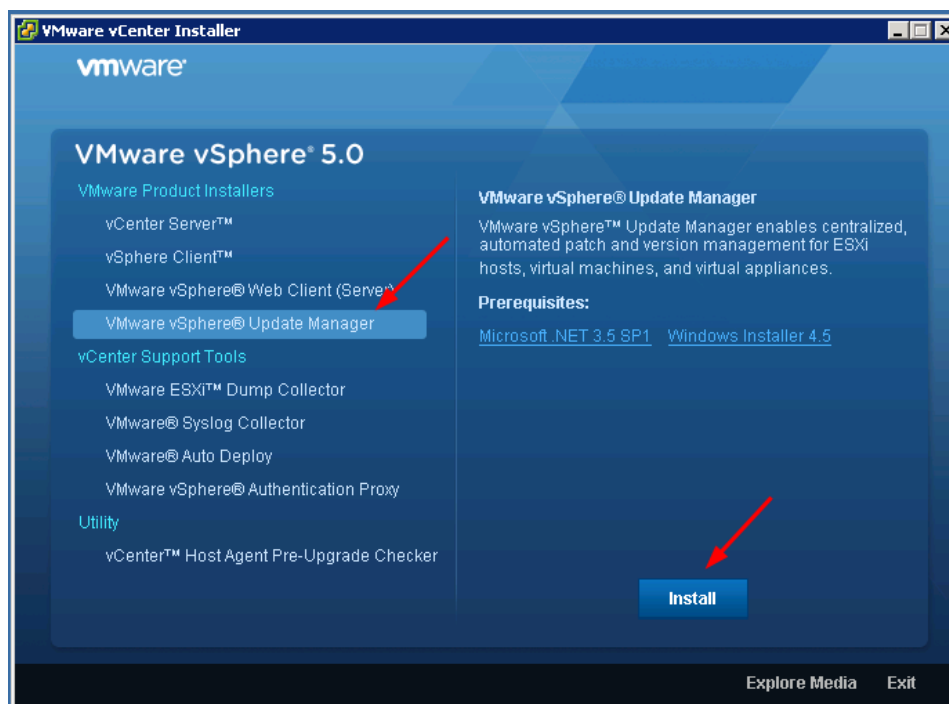 VMware vCenter Installer
vmware
VMware vSphere® 5.0
VMware Product Installers
vCenter Server™
vSphere Client™
VMware vSphere® Web Client (Server)
VMware vSphere® Update Manager
vCenter Support Tools
VMware ESXi™ Dump Collector
VMware® Syslog Collector
VMware® Auto Deploy
VMware vSphere® Authentication Proxy
Utility
vCenter™ Host Agent Pre-Upgrade Checker
VMware vSphere® Update Manager
VMware vSphere™ Update Manager enables centralized,
automated patch and version management for ESXi
hosts, virtual machines, and virtual appliances.
Prerequisites:
Microsoft .NET 3.5 SP1 Windows Installer 4.5
Install
Explore Media Exit